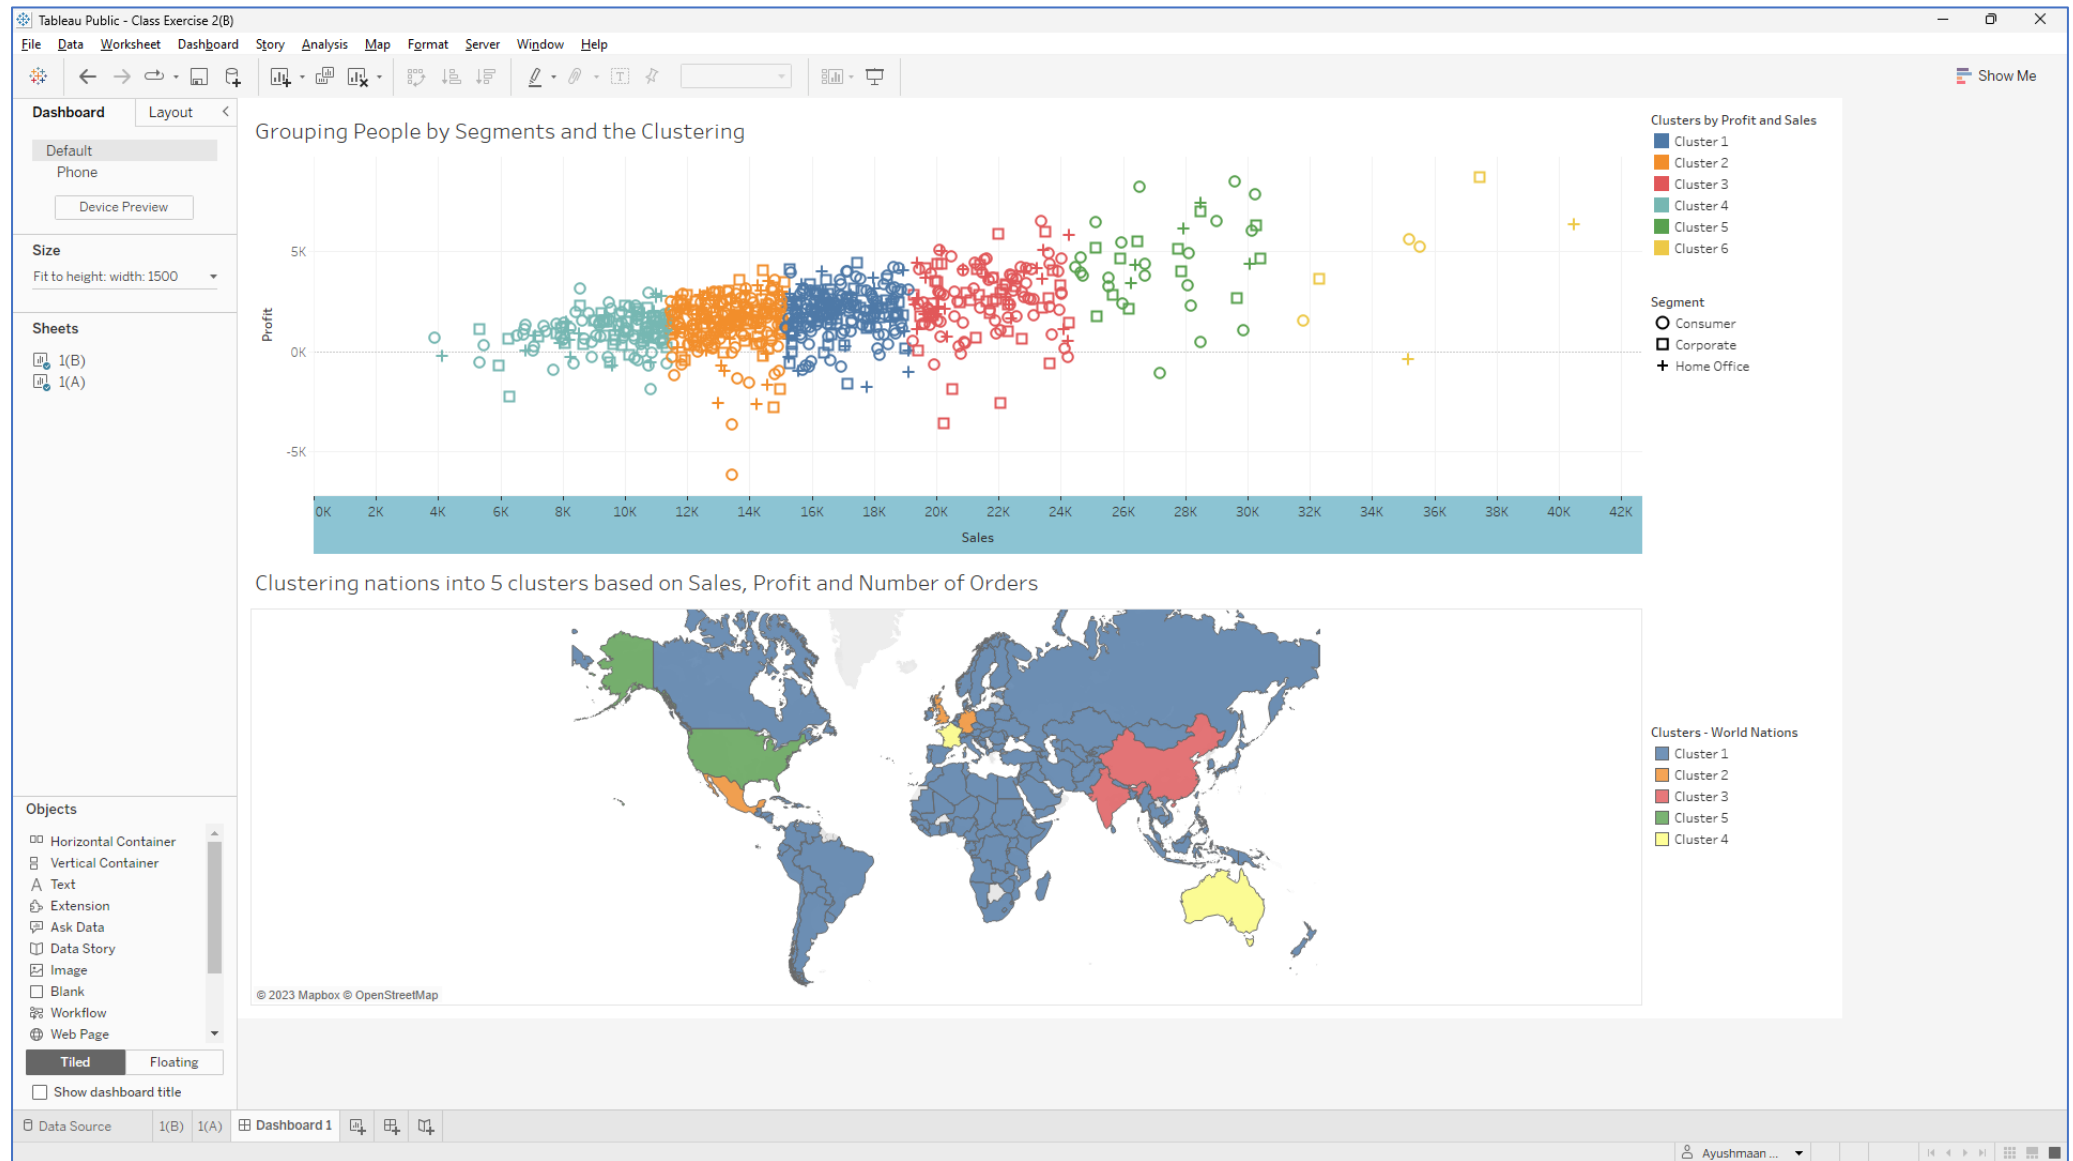 Tableau Public - Class Exercise 2(B)
File Data Worksheet Dashboard Story Analysis Map Format Server Window Help
Show Me
Dashboard Layout
Default
Phone
Device Preview
Size
Fit to height: width: 1500
Sheets
1(B)
1(A)
Objects
Horizontal Container
Vertical Container
Text
Extension
Ask Data
Data Story
Image
Blank
Workflow
Web Page
Tiled Floating
Show dashboard title
Grouping People by Segments and the Clustering
Profit
5K
0K
-5K
0K 2K 4K 6K 8K 10K 12K 14K 16K 18K 20K 22K 24K 26K 28K 30K 32K 34K 36K 38K 40K 42K
Sales
Clusters by Profit and Sales
Cluster 1
Cluster 2
Cluster 3
Cluster 4
Cluster 5
Cluster 6
Segment
Consumer
Corporate
Home Office
Clustering nations into 5 clusters based on Sales, Profit and Number of Orders
© 2023 Mapbox © OpenStreetMap
Clusters - World Nations
Cluster 1
Cluster 2
Cluster 3
Cluster 5
Cluster 4
Data Source 1(B) 1(A) Dashboard 1
Ayushmaan ...